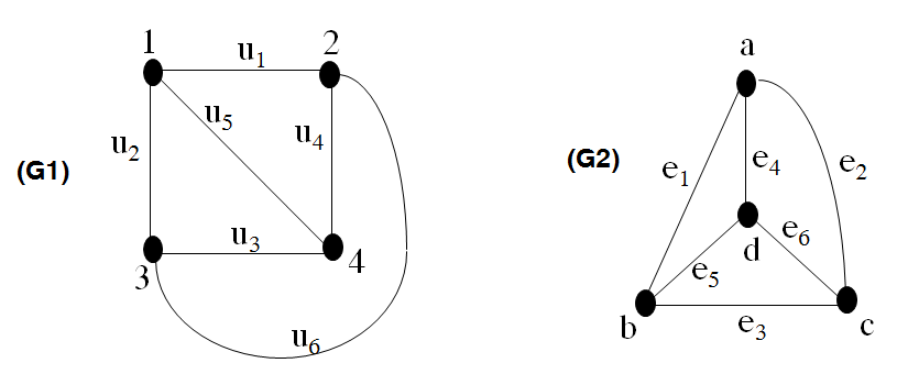 1
u₁
2
u₅
u₄
u₂
(G1)
u₃
3
4
u₆
a
(G2)
e₁
e₄
e₂
e₆
d
e₅
b
e₃
c